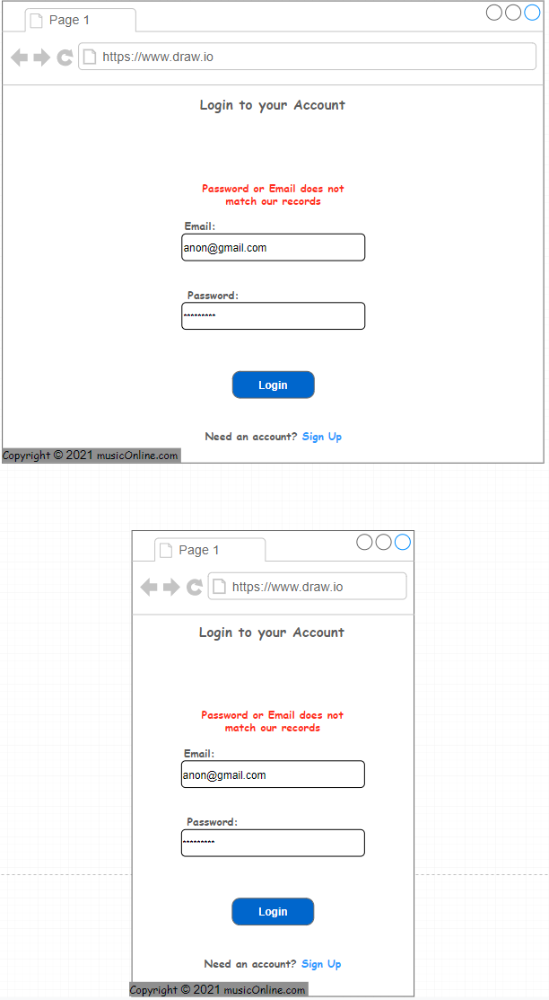 Page 1
https://www.draw.io
Login to your Account
Password or Email does not
match our records
Email:
anon@gmail.com
Password:
*********
Login
Need an account? Sign Up
Copyright © 2021 musicOnline.com
Page 1
https://www.draw.io
Login to your Account
Password or Email does not
match our records
Email:
anon@gmail.com
Password:
*********
Login
Need an account? Sign Up
Copyright © 2021 musicOnline.com